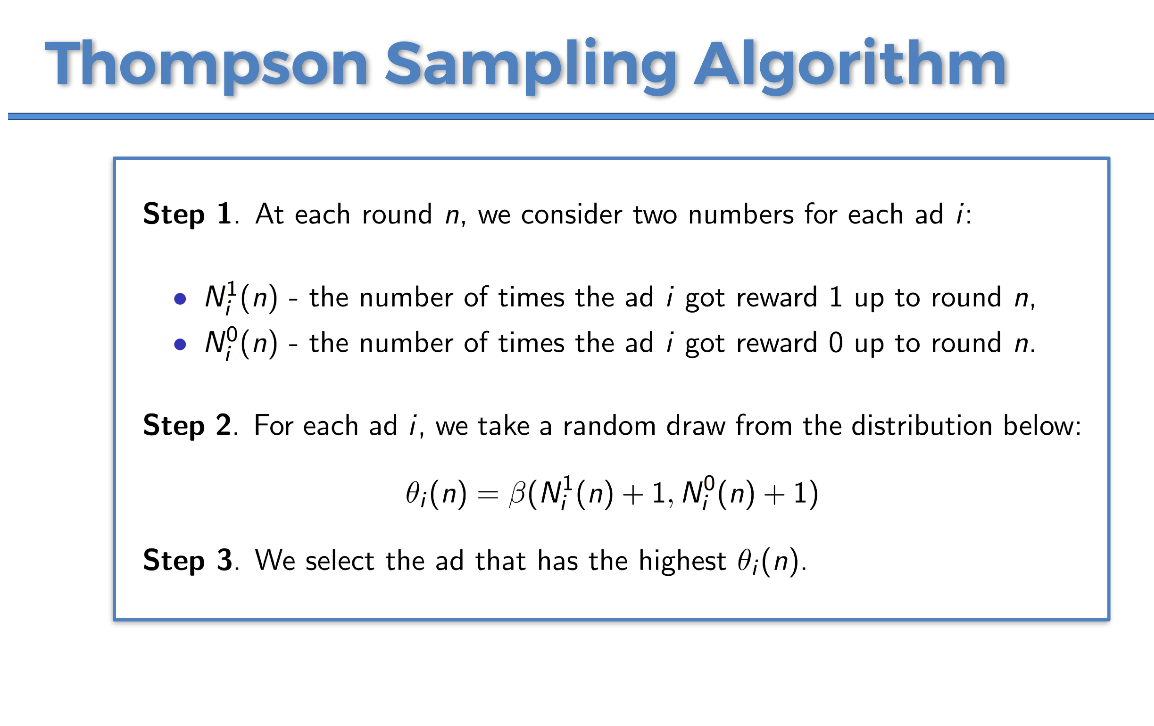 Thompson Sampling Algorithm
Step 1. At each round n, we consider two numbers for each ad i:
• N_i^1(n) - the number of times the ad i got reward 1 up to round n,
• N_i^0(n) - the number of times the ad i got reward 0 up to round n.
Step 2. For each ad i, we take a random draw from the distribution below:
θ_i(n) = β(N_i^1(n) + 1, N_i^0(n) + 1)
Step 3. We select the ad that has the highest θ_i(n).